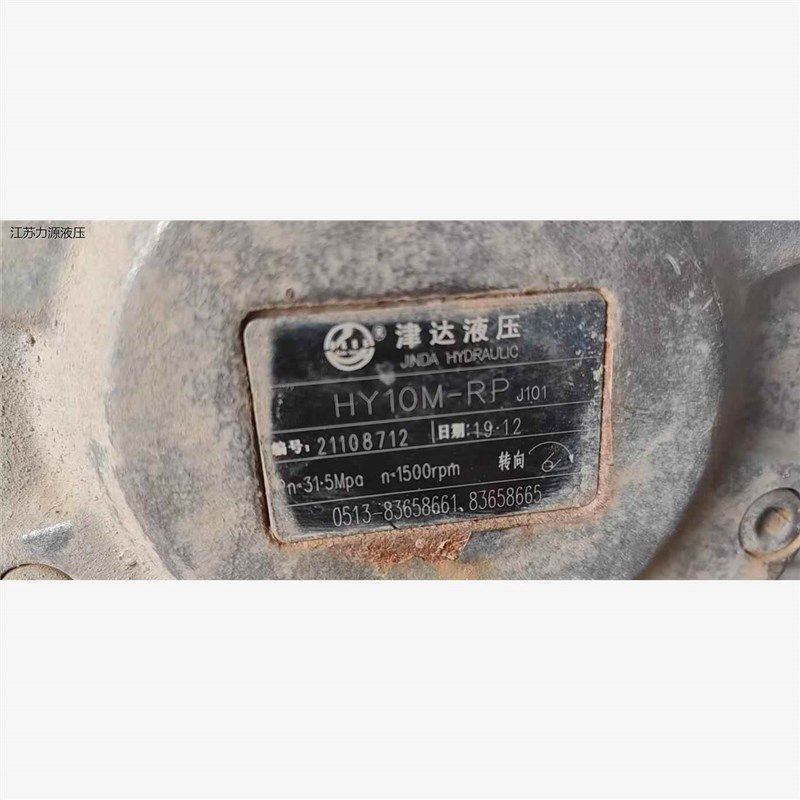 江苏力源液压
® 津达液压
JINDA HYDRAULIC
HY10M-RP J101
编号: 21108712 日期: 19·12
n=31·5Mpa n=1500rpm 转向
0513-83658661, 83658665